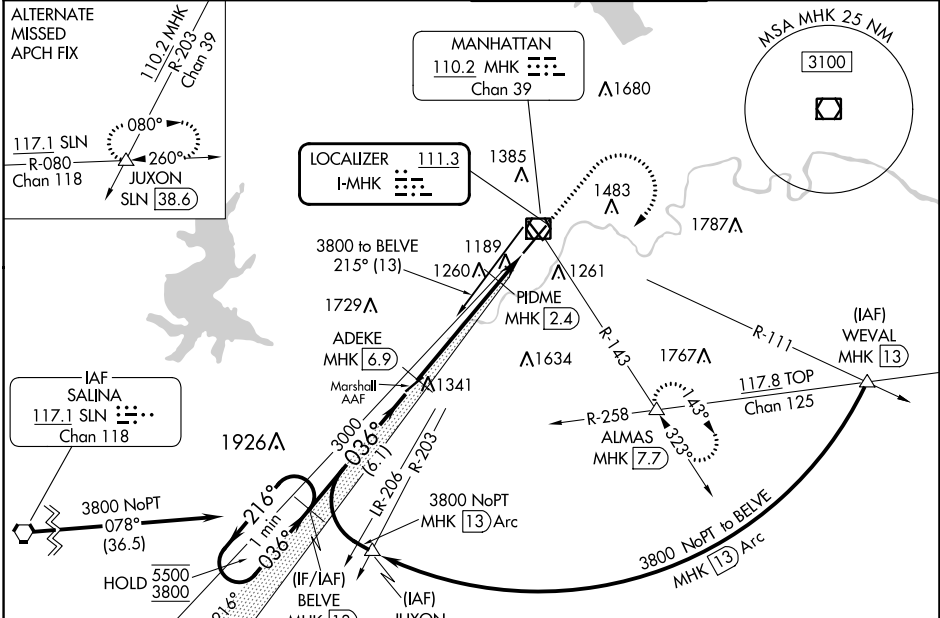 ALTERNATE
MISSED
APCH FIX
110.2 MHK
R-203
Chan 39
080°
117.1 SLN
R-080
Chan 118
260°
JUXON
SLN 38.6
MANHATTAN
110.2 MHK
Chan 39
1680
MSA MHK 25 NM
3100
LOCALIZER 111.3
I-MHK
1385
1483
1787
3800 to BELVE
215° (13)
1189
1260
1261
1729
PIDME
MHK 2.4
ADEKE
MHK 6.9
Marshall
AAF
1341
1634
R-143
R-111
1767
(IAF)
WEVAL
MHK 13
117.8 TOP
Chan 125
R-258
143°
323°
ALMAS
MHK 7.7
IAF
SALINA
117.1 SLN
Chan 118
1926
3000
036°
(6.1)
LR-206
R-203
3800 NoPT
078°
(36.5)
216°
1 min
036°
3800 NoPT
MHK 13 Arc
3800 NoPT to BELVE
MHK 13 Arc
HOLD 5500
3800
216°
(IF/IAF)
BELVE
MHK 13
(IAF)
JUXON